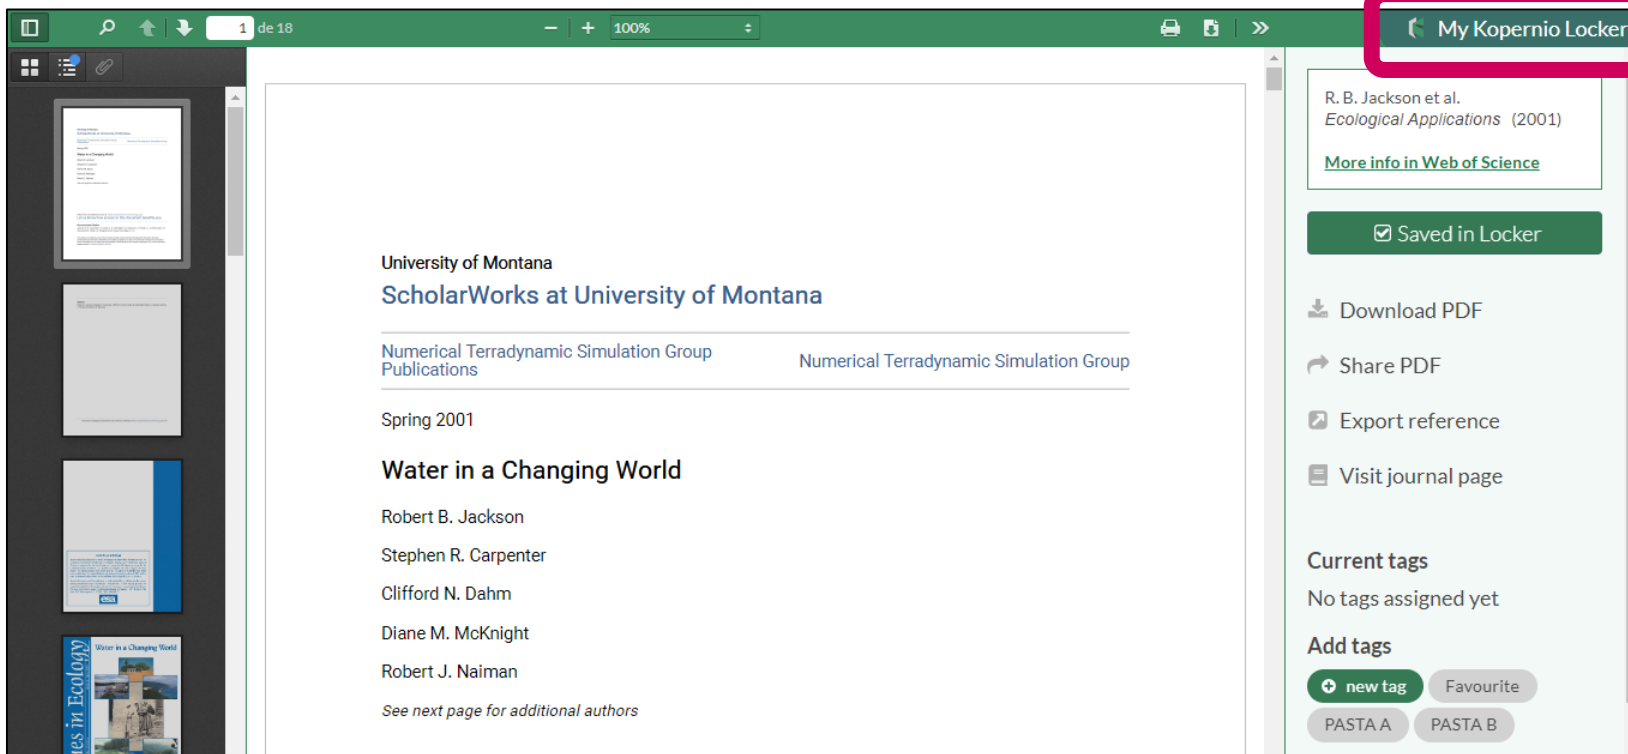 1 de 18
100%
My Kopernio Locker
Water in a Changing World
University of Montana
ScholarWorks at University of Montana
Numerical Terradynamic Simulation Group
Publications
Numerical Terradynamic Simulation Group
Spring 2001
Water in a Changing World
Robert B. Jackson
Stephen R. Carpenter
Clifford N. Dahm
Diane M. McKnight
Robert J. Naiman
See next page for additional authors
R. B. Jackson et al.
Ecological Applications (2001)
More info in Web of Science
Saved in Locker
Download PDF
Share PDF
Export reference
Visit journal page
Current tags
No tags assigned yet
Add tags
new tag
Favourite
PASTA A
PASTA B